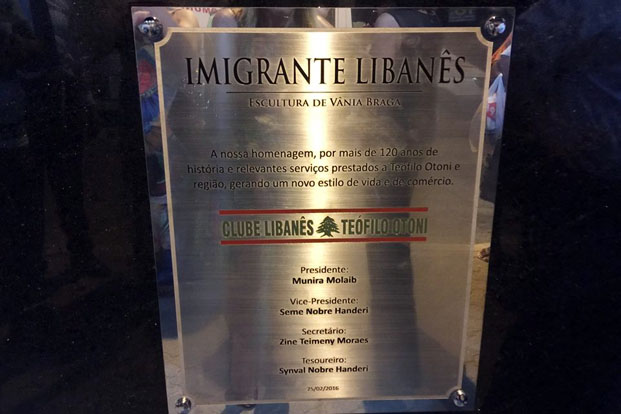 IMIGRANTE LIBANÊS
ESCULTURA DE VÂNIA BRAGA
A nossa homenagem, por mais de 120 anos de
história e relevantes serviços prestados a Teófilo Otoni e
região, gerando um novo estilo de vida e de comércio.
CLUBE LIBANÊS TEÓFILO OTONI
Presidente:
Munira Molaib
Vice-Presidente:
Seme Nobre Handeri
Secretário:
Zine Teimeny Moraes
Tesoureiro:
Synval Nobre Handeri
25/02/2016